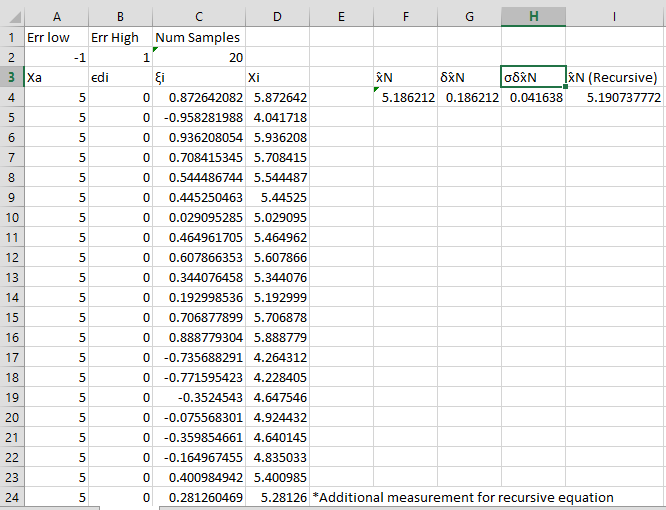 A B C D E F G H I
1 Err low Err High Num Samples
2 -1 1 20
3 Xa ϵdi ξi Xi x̂N δx̂N σδx̂N x̂N (Recursive)
4 5 0 0.872642082 5.872642 5.186212 0.186212 0.041638 5.190737772
5 5 0 -0.958281988 4.041718
6 5 0 0.936208054 5.936208
7 5 0 0.708415345 5.708415
8 5 0 0.544486744 5.544487
9 5 0 0.445250463 5.44525
10 5 0 0.029095285 5.029095
11 5 0 0.464961705 5.464962
12 5 0 0.607866353 5.607866
13 5 0 0.344076458 5.344076
14 5 0 0.192998536 5.192999
15 5 0 0.706877899 5.706878
16 5 0 0.888779304 5.888779
17 5 0 -0.735688291 4.264312
18 5 0 -0.771595423 4.228405
19 5 0 -0.3524543 4.647546
20 5 0 -0.075568301 4.924432
21 5 0 -0.359854661 4.640145
22 5 0 -0.164967455 4.835033
23 5 0 0.400984942 5.400985
24 5 0 0.281260469 5.28126 *Additional measurement for recursive equation